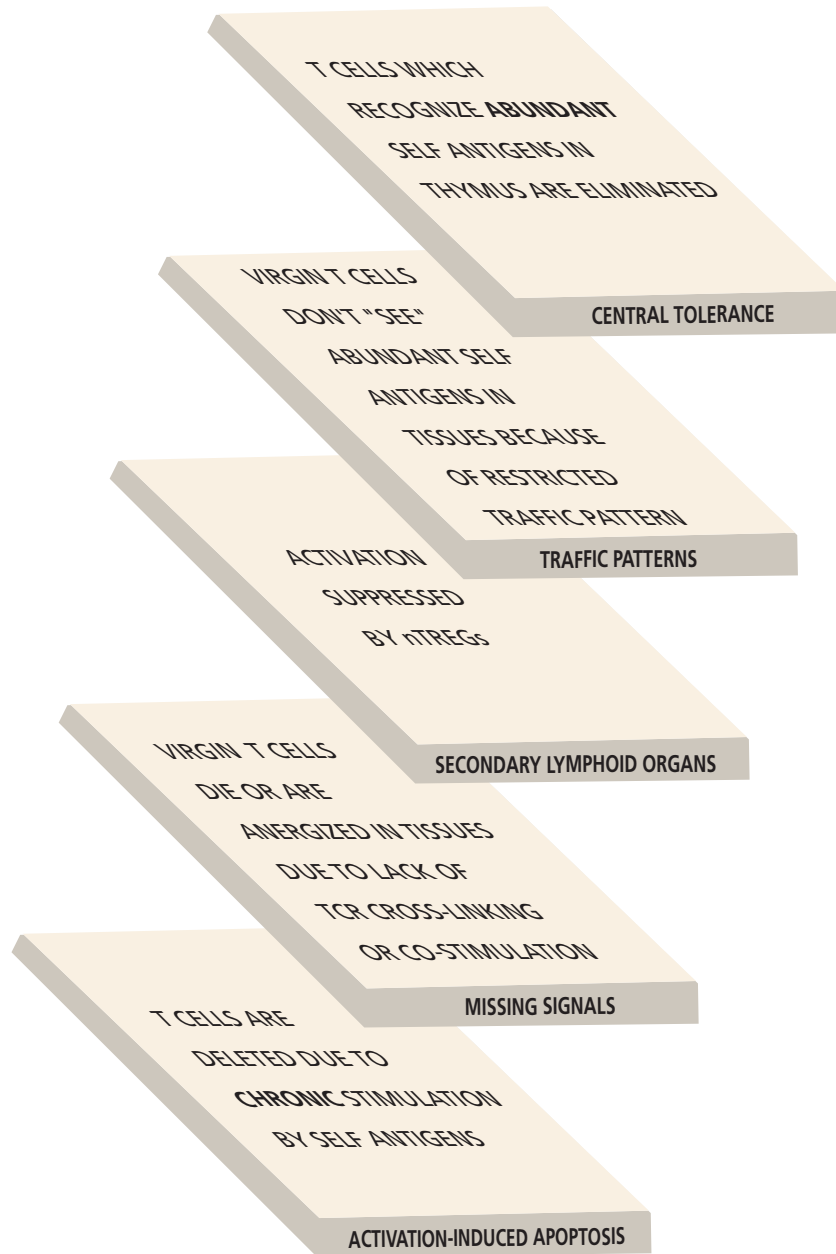 T CELLS WHICH
RECOGNIZE ABUNDANT
SELF ANTIGENS IN
THYMUS ARE ELIMINATED
CENTRAL TOLERANCE
VIRGIN T CELLS
DON'T "SEE"
ABUNDANT SELF
ANTIGENS IN
TISSUES BECAUSE
OF RESTRICTED
TRAFFIC PATTERN
TRAFFIC PATTERNS
ACTIVATION
SUPPRESSED
BY nTREGs
SECONDARY LYMPHOID ORGANS
VIRGIN T CELLS
DIE OR ARE
ANERGIZED IN TISSUES
DUE TO LACK OF
TCR CROSS-LINKING
OR CO-STIMULATION
MISSING SIGNALS
T CELLS ARE
DELETED DUE TO
CHRONIC STIMULATION
BY SELF ANTIGENS
ACTIVATION-INDUCED APOPTOSIS